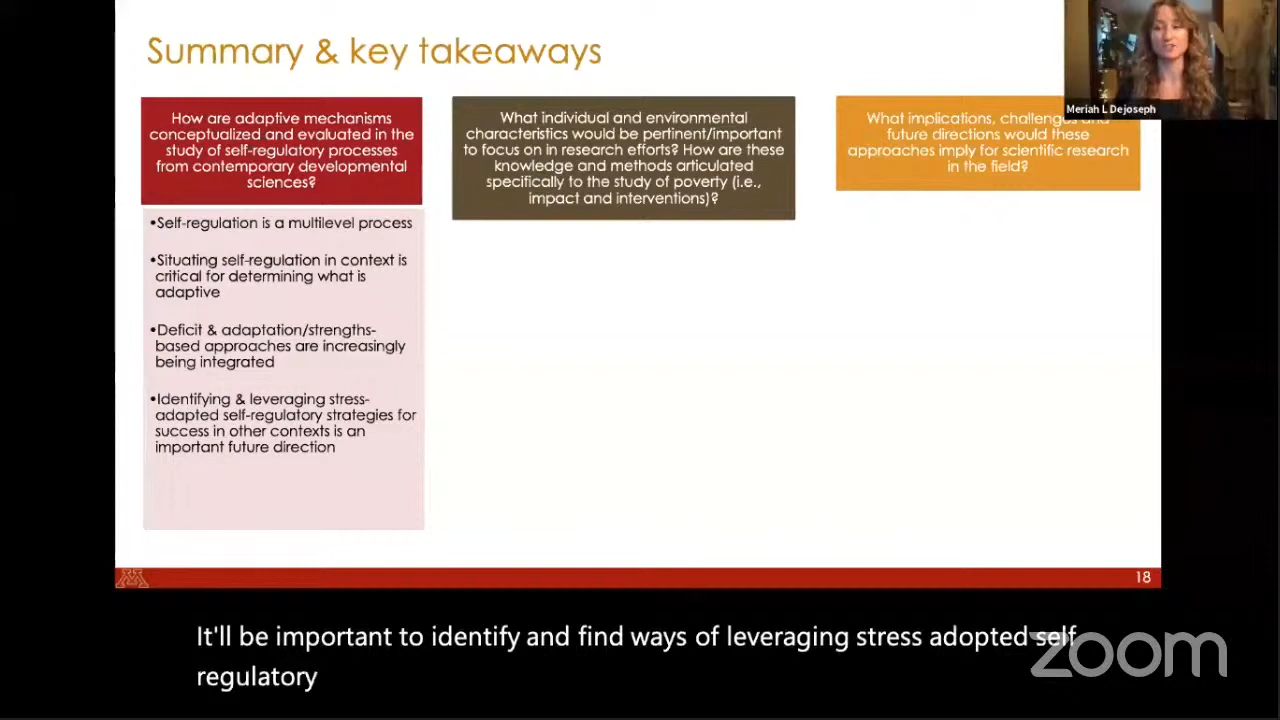 Summary & key takeaways
Meriah L Dejoseph
How are adaptive mechanisms
conceptualized and evaluated in the
study of self-regulatory processes
from contemporary developmental
sciences?
•Self-regulation is a multilevel process
•Situating self-regulation in context is
critical for determining what is
adaptive
•Deficit & adaptation/strengths-
based approaches are increasingly
being integrated
•Identifying & leveraging stress-
adapted self-regulatory strategies for
success in other contexts is an
important future direction
What individual and environmental
characteristics would be pertinent/important
to focus on in research efforts? How are these
knowledge and methods articulated
specifically to the study of poverty (i.e.,
impact and interventions)?
What implications, challenges and
future directions would these
approaches imply for scientific research
in the field?
M
18
It'll be important to identify and find ways of leveraging stress adopted self
regulatory
zoom